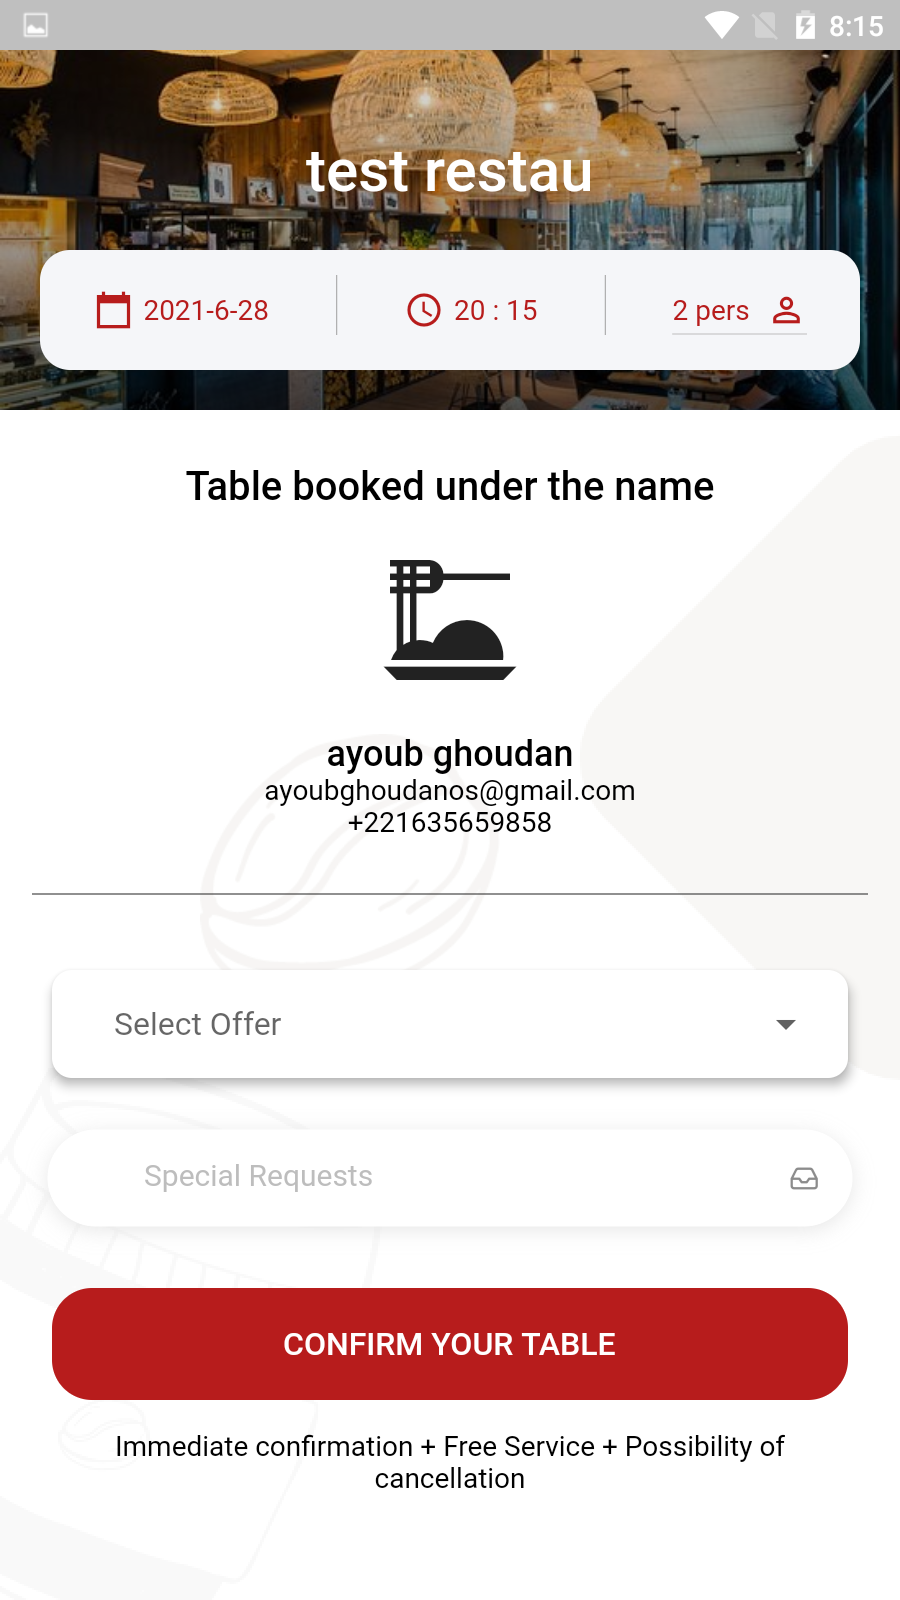 8:15
test restau
2021-6-28
20 : 15
2 pers
Table booked under the name
ayoub ghoudan
ayoubghoudanos@gmail.com
+221635659858
Select Offer
Special Requests
CONFIRM YOUR TABLE
Immediate confirmation + Free Service + Possibility of
cancellation